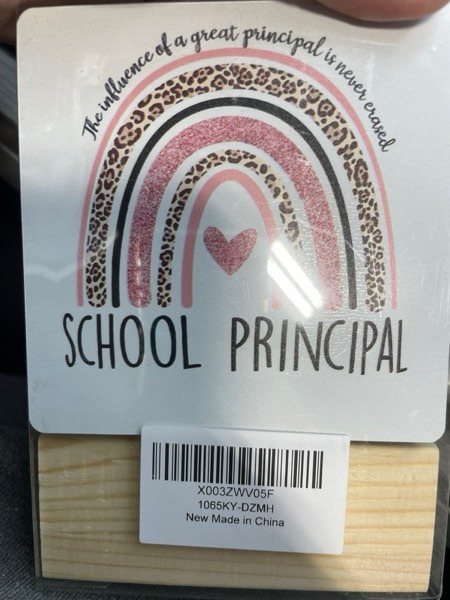 The influence of a great principal is never erased
SCHOOL PRINCIPAL
X003ZWV05F
1065KY-DZMH
New Made in China